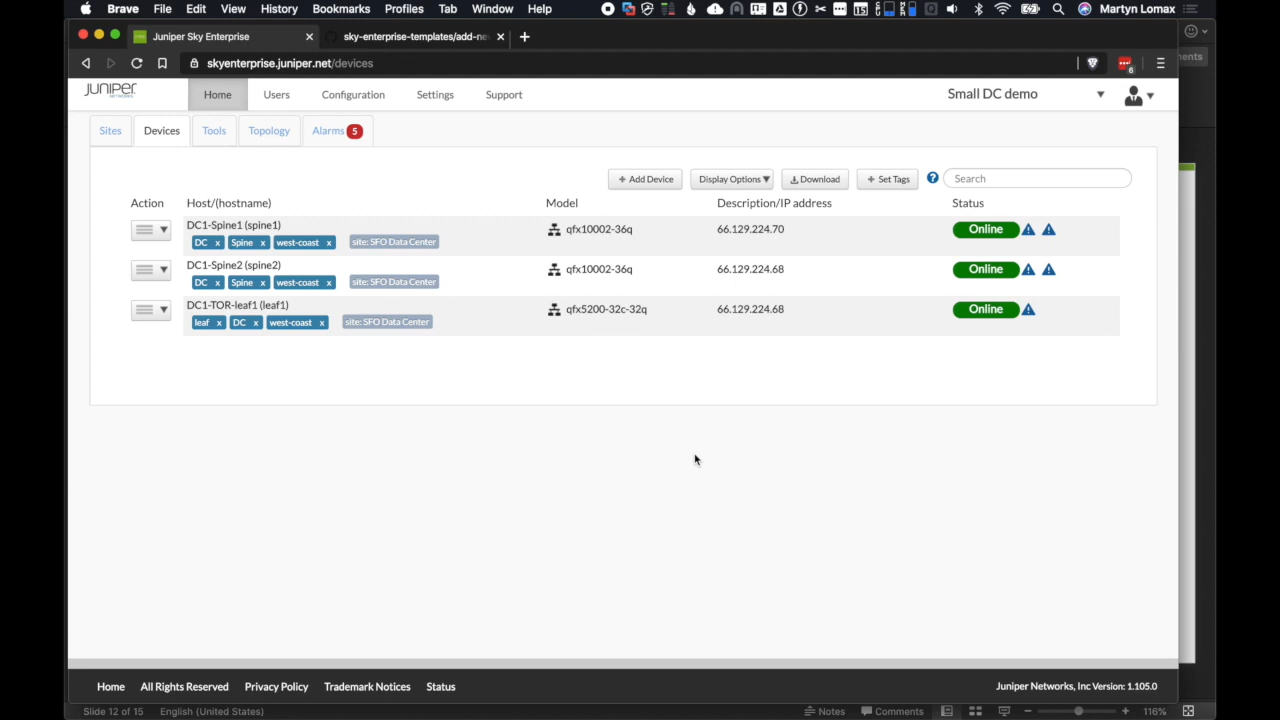 Brave File Edit View History Bookmarks Profiles Tab Window Help Martyn Lomax
Juniper Sky Enterprise × sky-enterprise-templates/add-ne × +
skyenterprise.juniper.net/devices
6
JUNIPEr NETWORKS
Home Users Configuration Settings Support Small DC demo
Sites Devices Tools Topology Alarms 5
+ Add Device Display Options Download + Set Tags ? Search
Action Host/(hostname) Model Description/IP address Status
DC1-Spine1 (spine1) qfx10002-36q 66.129.224.70 Online
DC x Spine x west-coast x site: SFO Data Center
DC1-Spine2 (spine2) qfx10002-36q 66.129.224.68 Online
DC x Spine x west-coast x site: SFO Data Center
DC1-TOR-leaf1 (leaf1) qfx5200-32c-32q 66.129.224.68 Online
leaf x DC x west-coast x site: SFO Data Center
Home All Rights Reserved Privacy Policy Trademark Notices Status Juniper Networks, Inc Version: 1.105.0
Slide 12 of 15 English (United States) Notes Comments 116%